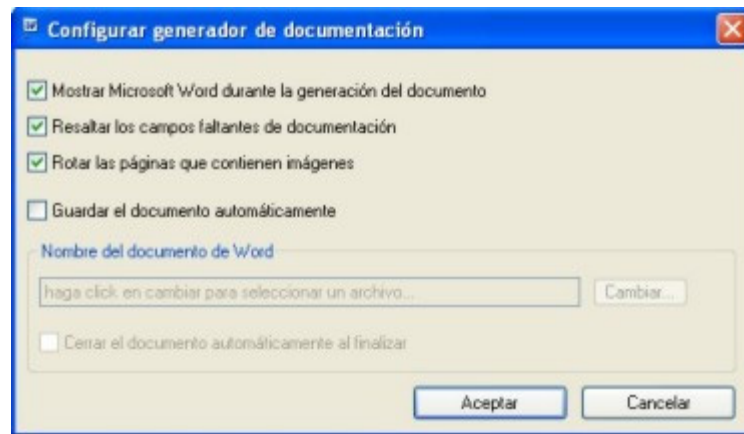 Configurar generador de documentación
Mostrar Microsoft Word durante la generación del documento
Resaltar los campos faltantes de documentación
Rotar las páginas que contienen imágenes
Guardar el documento automáticamente
Nombre del documento de Word
haga click en cambiar para seleccionar un archivo...
Cambiar...
Cerrar el documento automáticamente al finalizar
Aceptar
Cancelar